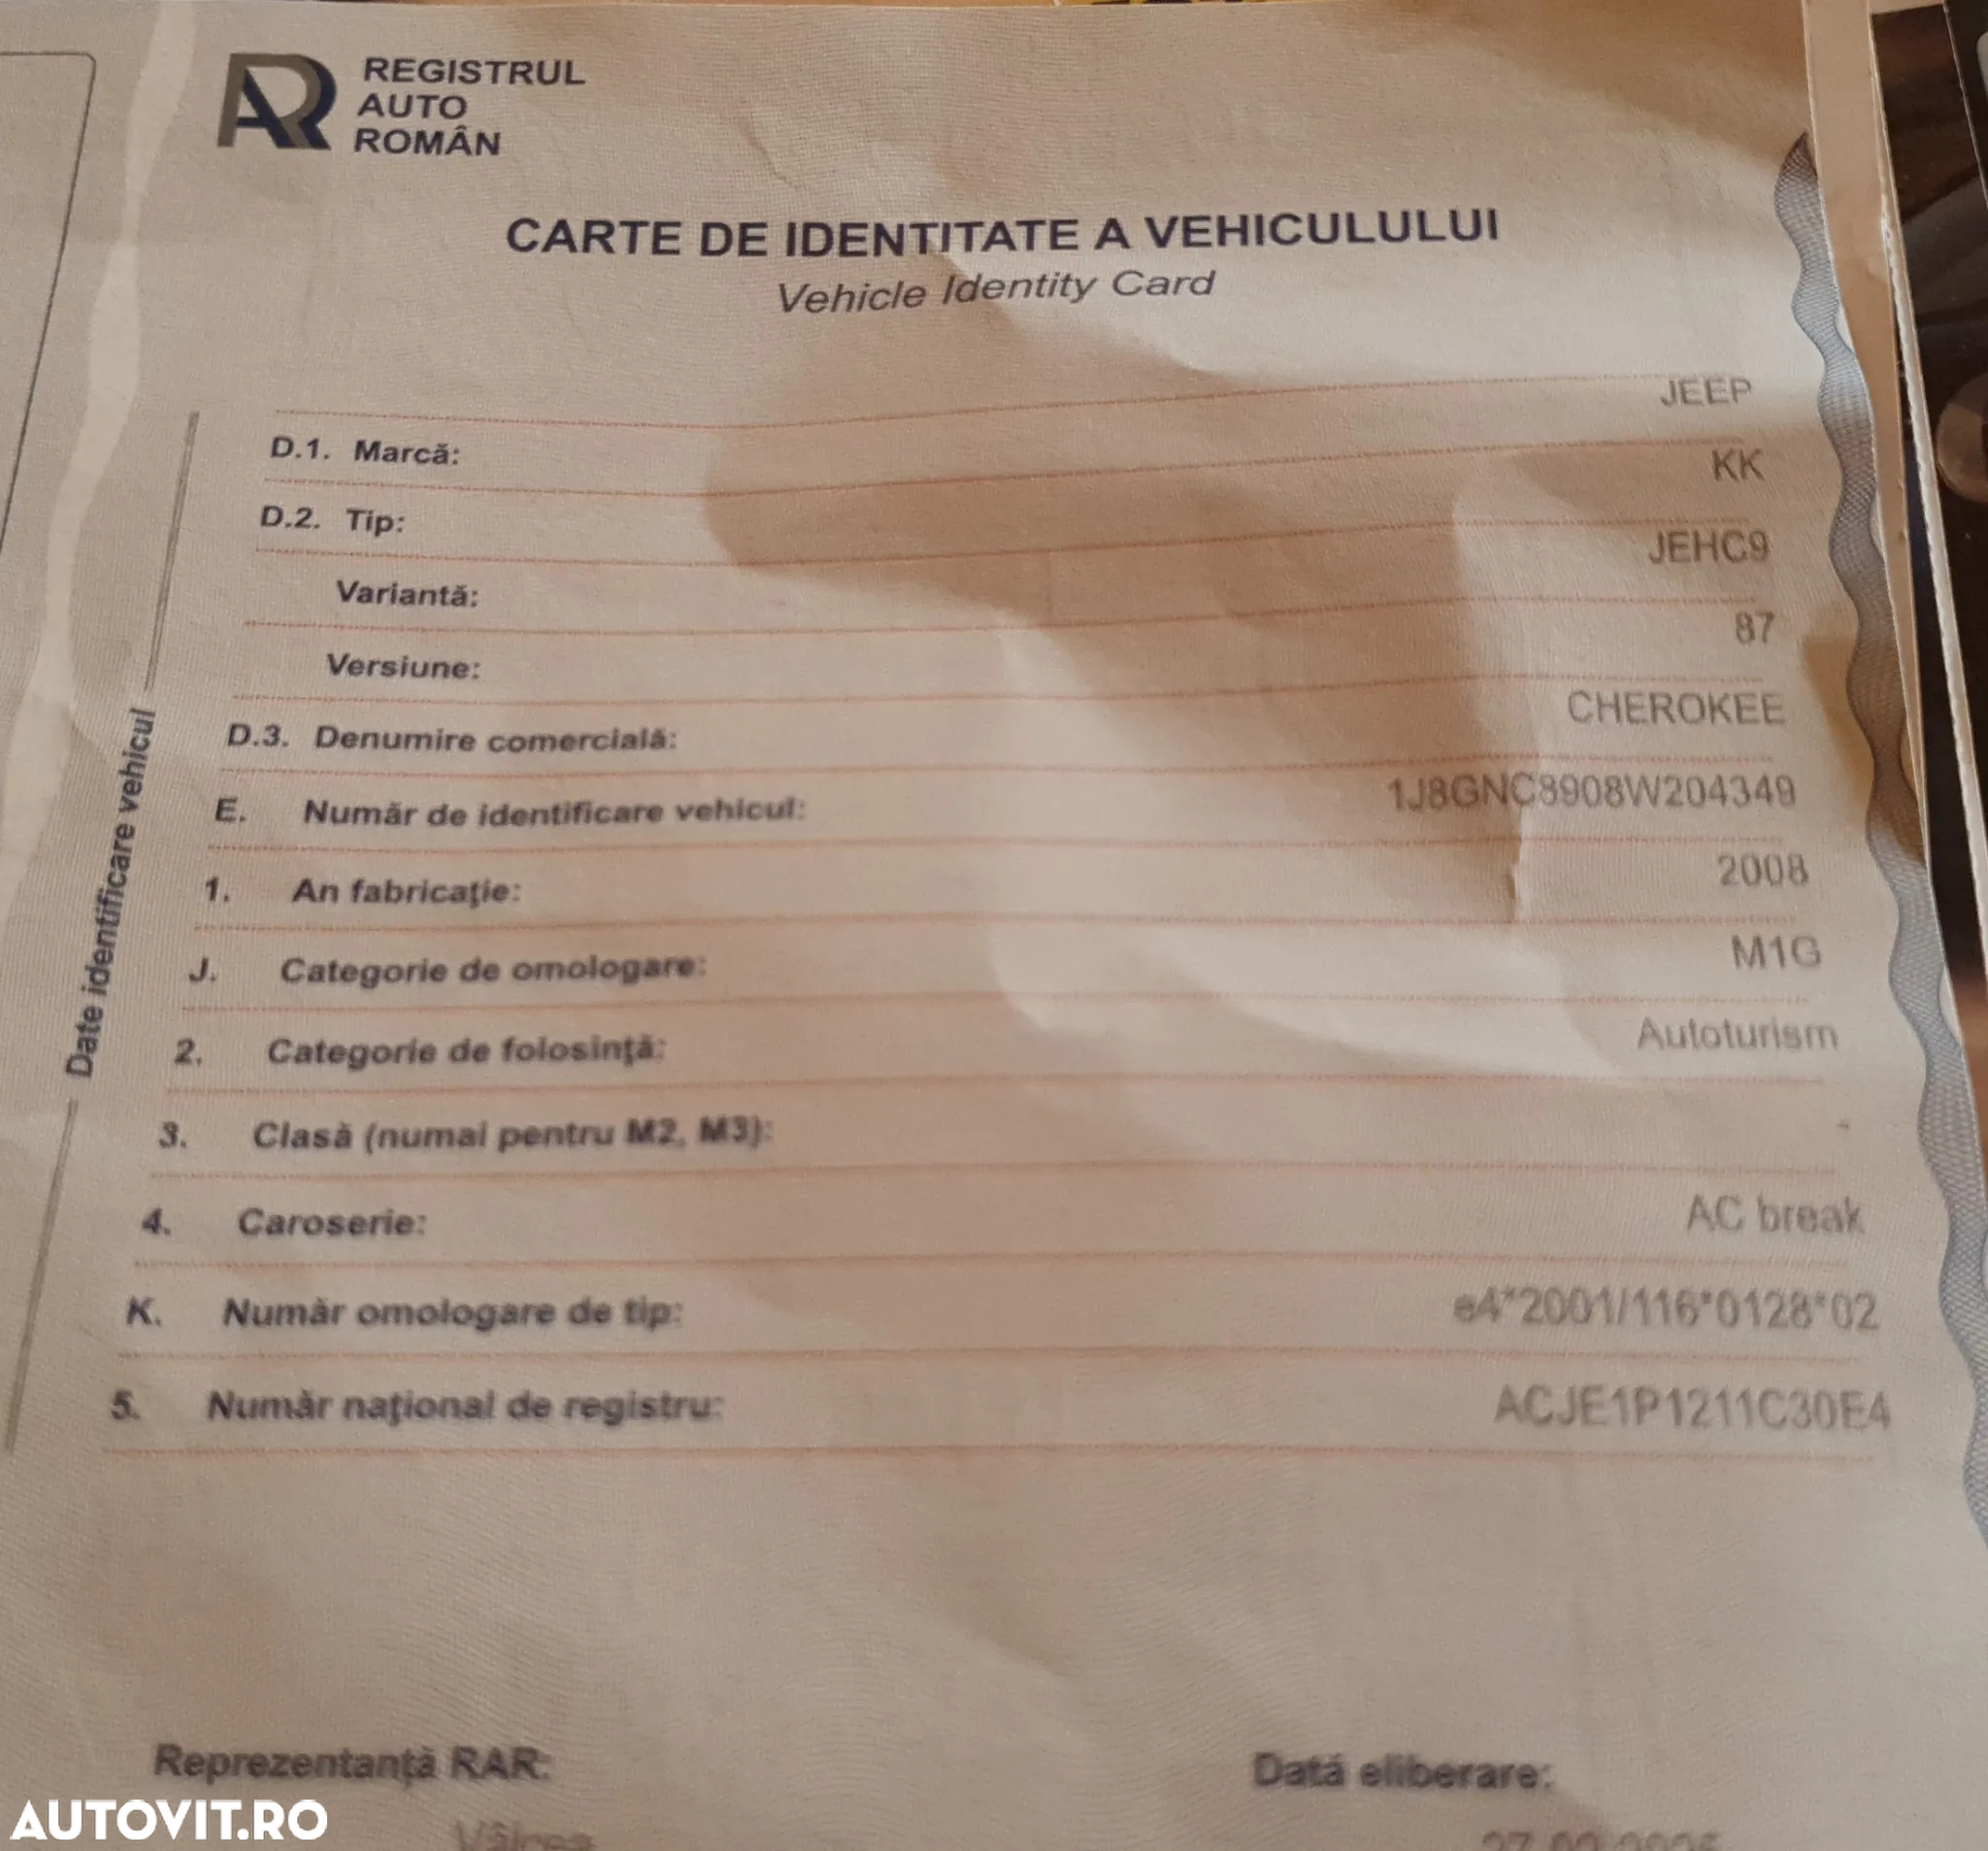 REGISTRUL
AUTO
ROMÂN
CARTE DE IDENTITATE A VEHICULULUI
Vehicle Identity Card
Date identificare vehicul
D.1. Marcă: JEEP
D.2. Tip: KK
Variantă: JEHC9
Versiune: 87
D.3. Denumire comercială: CHEROKEE
E. Număr de identificare vehicul: 1J8GNC8908W204349
1. An fabricaţie: 2008
J. Categorie de omologare: M1G
2. Categorie de folosinţă: Autoturism
3. Clasă (numai pentru M2, M3): -
4. Caroserie: AC break
K. Număr omologare de tip: e4*2001/116*0128*02
5. Număr naţional de registru: ACJE1P1211C30E4
Reprezentanţă RAR: Dată eliberare:
Vâlcea
AUTOVIT.RO